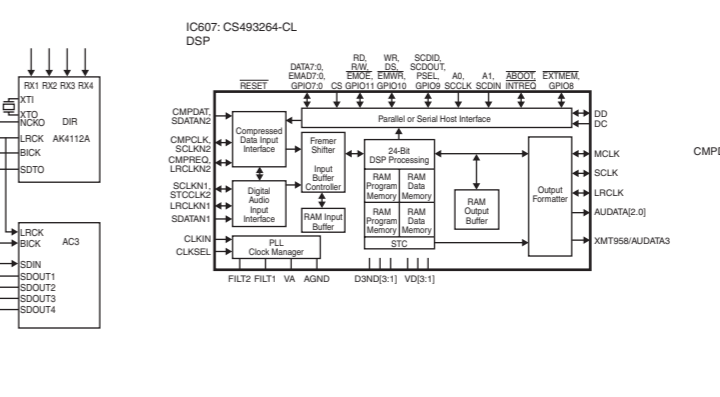 IC607: CS493264-CL
DSP
RX1 RX2 RX3 RX4
XTI
XTO
NCKO
DIR
LRCK
AK4112A
BICK
SDTO
LRCK
BICK
AC3
SDIN
SDOUT1
SDOUT2
SDOUT3
SDOUT4
RESET
DATA7:0,
EMAD7:0,
GPIO7:0
CS
RD,
R/W,
EMOE,
GPIO11
WR,
DS,
EMWR,
GPIO10
SCDID,
SCDOUT,
PSEL,
GPIO9
A0,
SCCLK
A1,
SCDIN
ABOOT,
INTREQ
EXTMEM,
GPIO8
CMPDAT,
SDATAN2
CMPCLK,
SCLKN2
CMPREQ,
LRCLKN2
SCLKN1,
STCCLK2
LRCLKN1
SDATAN1
CLKIN
CLKSEL
Parallel or Serial Host Interface
Compressed
Data Input
Interface
Digital
Audio
Input
Interface
Fremer
Shifter
Input
Buffer
Controller
RAM Input
Buffer
24-Bit
DSP Processing
RAM
Program
Memory
RAM
Data
Memory
RAM
Program
Memory
RAM
Data
Memory
STC
RAM
Output
Buffer
Output
Formatter
PLL
Clock Manager
DD
DC
MCLK
SCLK
LRCLK
AUDATA[2.0]
XMT958/AUDATA3
FILT2 FILT1 VA AGND
D3ND[3:1] VD[3:1]
CMPD